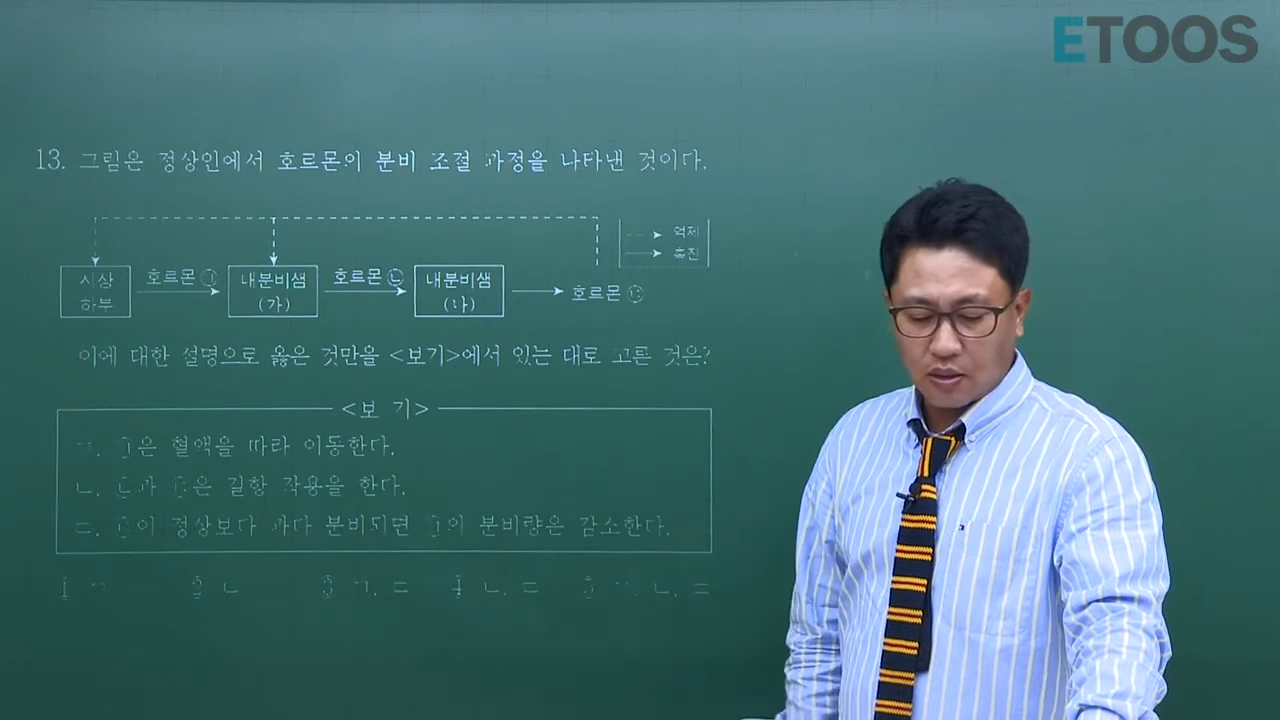 ETOOS
13. 그림은 정상인에서 호르몬의 분비 조절 과정을 나타낸 것이다.
억제
촉진
시상
하부
호르몬 ㉠
내분비샘
(가)
호르몬 ㉡
내분비샘
(나)
호르몬 ㉢
이에 대한 설명으로 옳은 것만을 <보기>에서 있는 대로 고른 것은?
<보 기>
ㄱ. ㉠은 혈액을 따라 이동한다.
ㄴ. 과 은 길항 작용을 한다.
ㄷ. 이 정상보다 과다 분비되면 의 분비량은 감소한다.
① ㄱ ② ㄴ ③ ㄱ, ㄷ ④ ㄴ, ㄷ ⑤ ㄱ, ㄴ, ㄷ